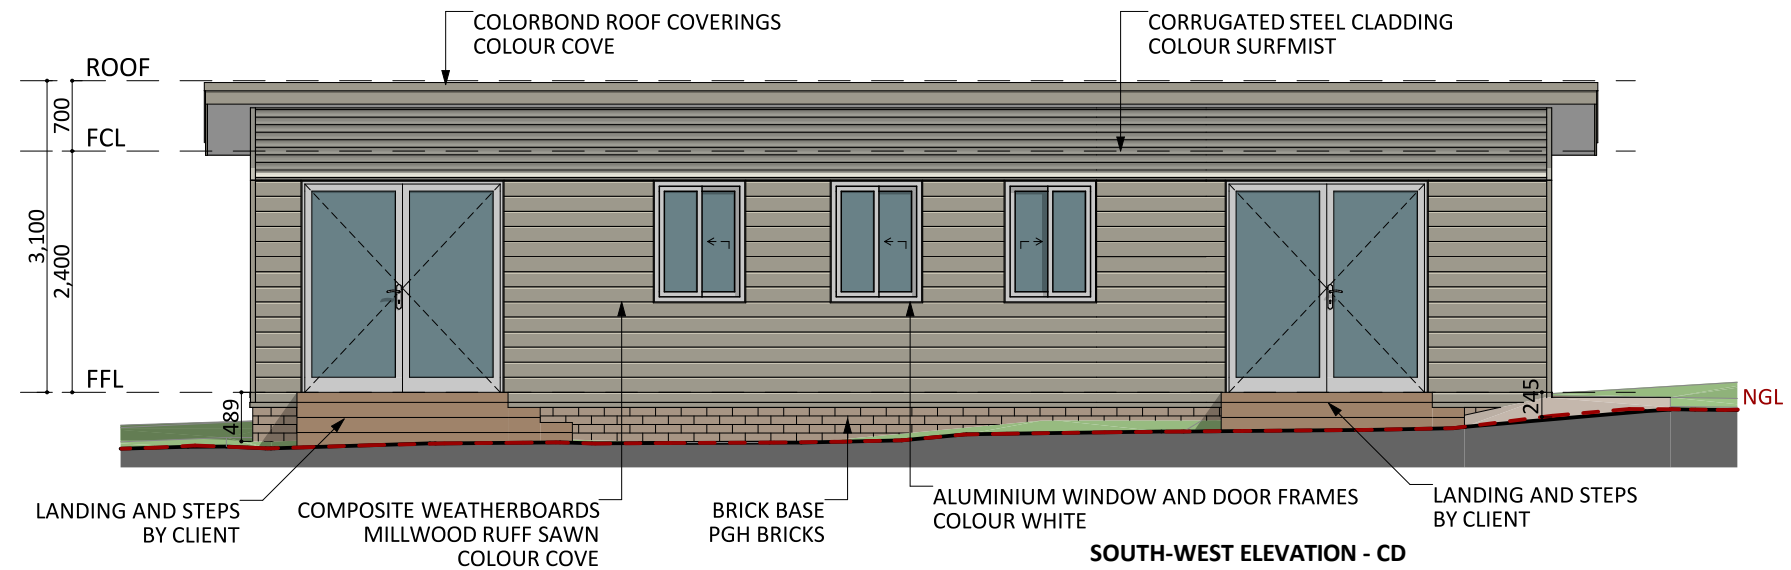 COLORBOND ROOF COVERINGS
COLOUR COVE
CORRUGATED STEEL CLADDING
COLOUR SURFMIST
ROOF
700
FCL
3,100
2,400
FFL
489
245
NGL
LANDING AND STEPS
BY CLIENT
COMPOSITE WEATHERBOARDS
MILLWOOD RUFF SAWN
COLOUR COVE
BRICK BASE
PGH BRICKS
ALUMINIUM WINDOW AND DOOR FRAMES
COLOUR WHITE
LANDING AND STEPS
BY CLIENT
SOUTH-WEST ELEVATION - CD